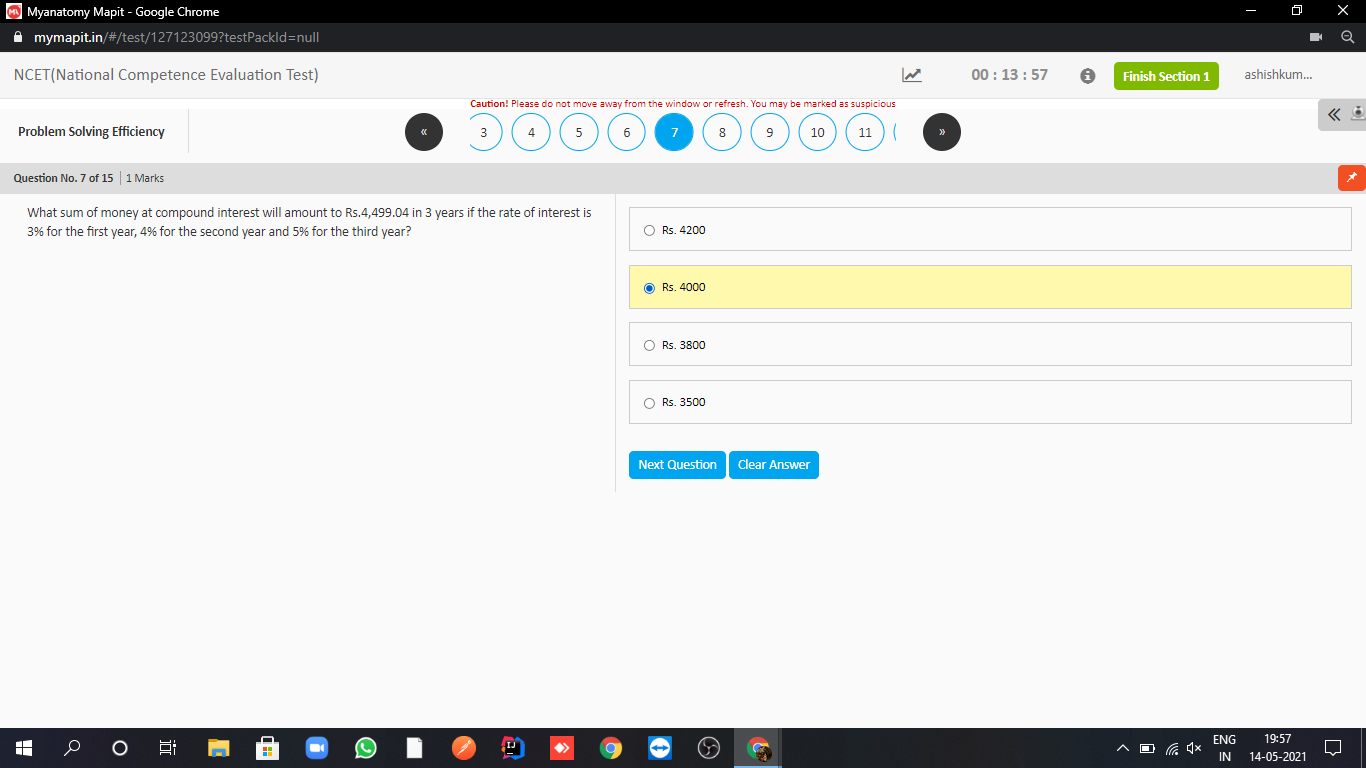 Myanatomy Mapit - Google Chrome
mymapit.in/#/test/127123099?testPackId=null
NCET(National Competence Evaluation Test)
00 : 13 : 57
Finish Section 1
ashishkum...
Caution! Please do not move away from the window or refresh. You may be marked as suspicious
Problem Solving Efficiency
« 3 4 5 6 7 8 9 10 11 »
Question No. 7 of 15 | 1 Marks
What sum of money at compound interest will amount to Rs.4,499.04 in 3 years if the rate of interest is
3% for the first year, 4% for the second year and 5% for the third year?
Rs. 4200
Rs. 4000
Rs. 3800
Rs. 3500
Next Question
Clear Answer
ENG
IN
19:57
14-05-2021